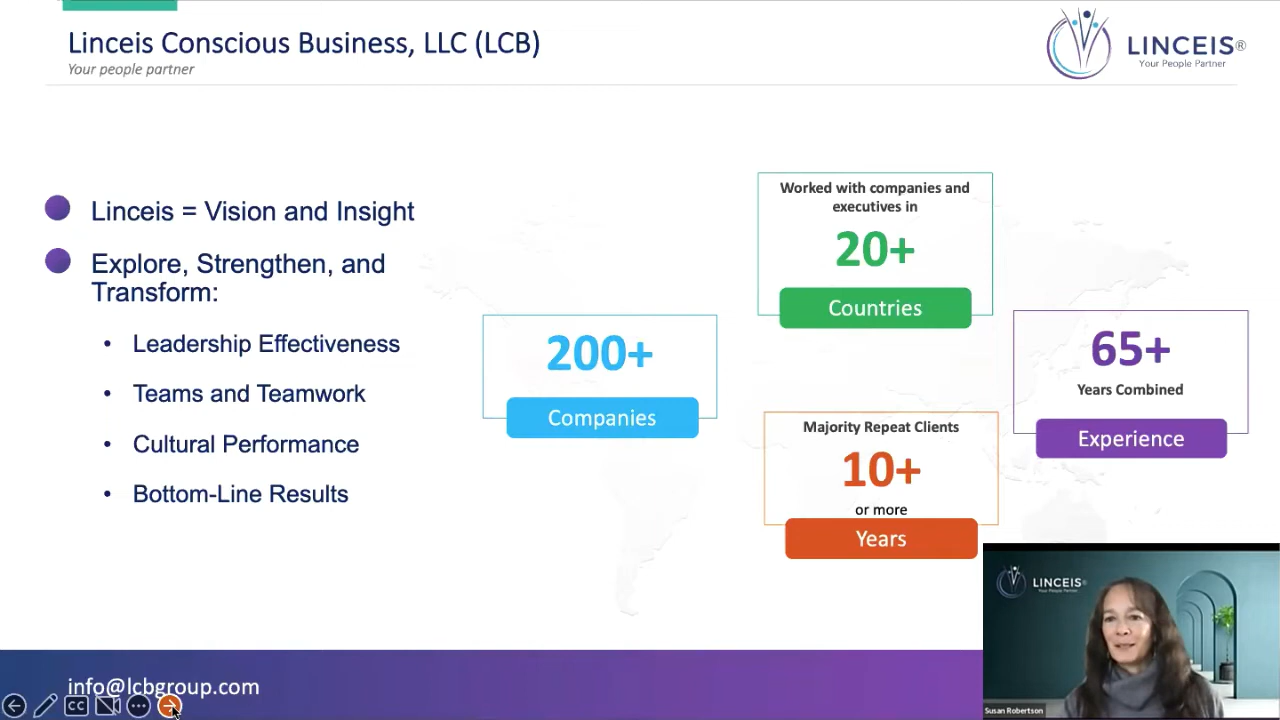 Linceis Conscious Business, LLC (LCB)
Your people partner
LINCEIS®
Your People Partner
Linceis = Vision and Insight
Explore, Strengthen, and
Transform:
• Leadership Effectiveness
• Teams and Teamwork
• Cultural Performance
• Bottom-Line Results
200+
Companies
Worked with companies and
executives in
20+
Countries
Majority Repeat Clients
10+
or more
Years
65+
Years Combined
Experience
info@lcbgroup.com
CC
LINCEIS®
Your People Partner
Susan Robertson